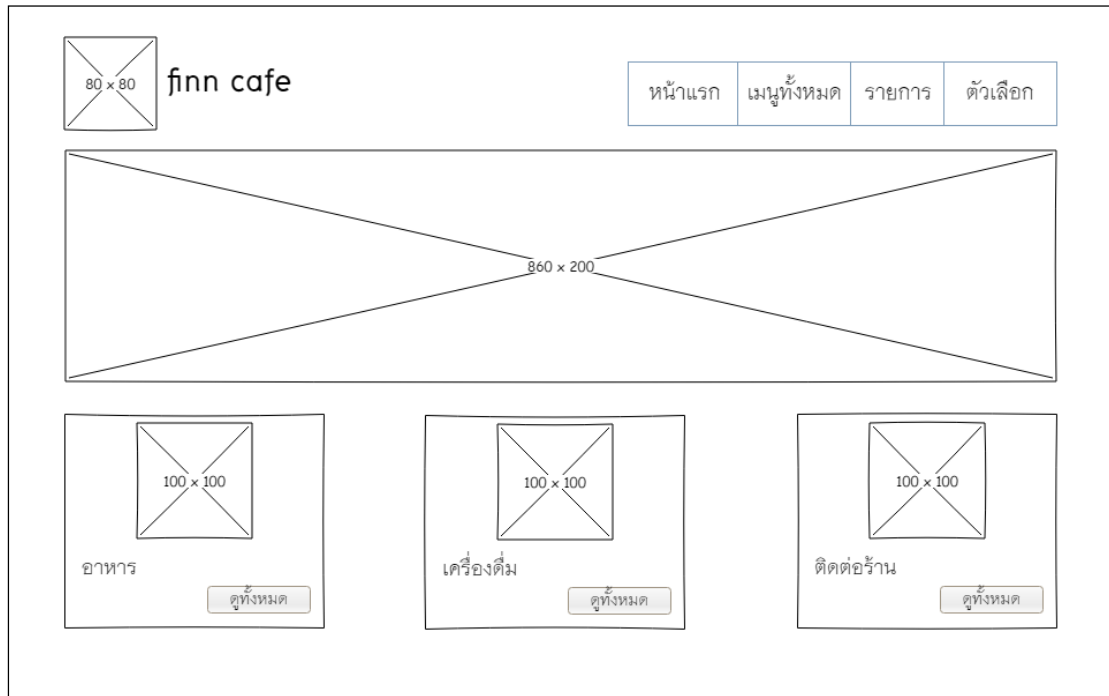 80 x 80
finn cafe
หน้าแรก เมนูทั้งหมด รายการ ตัวเลือก
860 x 200
100 x 100
100 x 100
100 x 100
อาหาร
เครื่องดื่ม
ติดต่อร้าน
ดูทั้งหมด
ดูทั้งหมด
ดูทั้งหมด